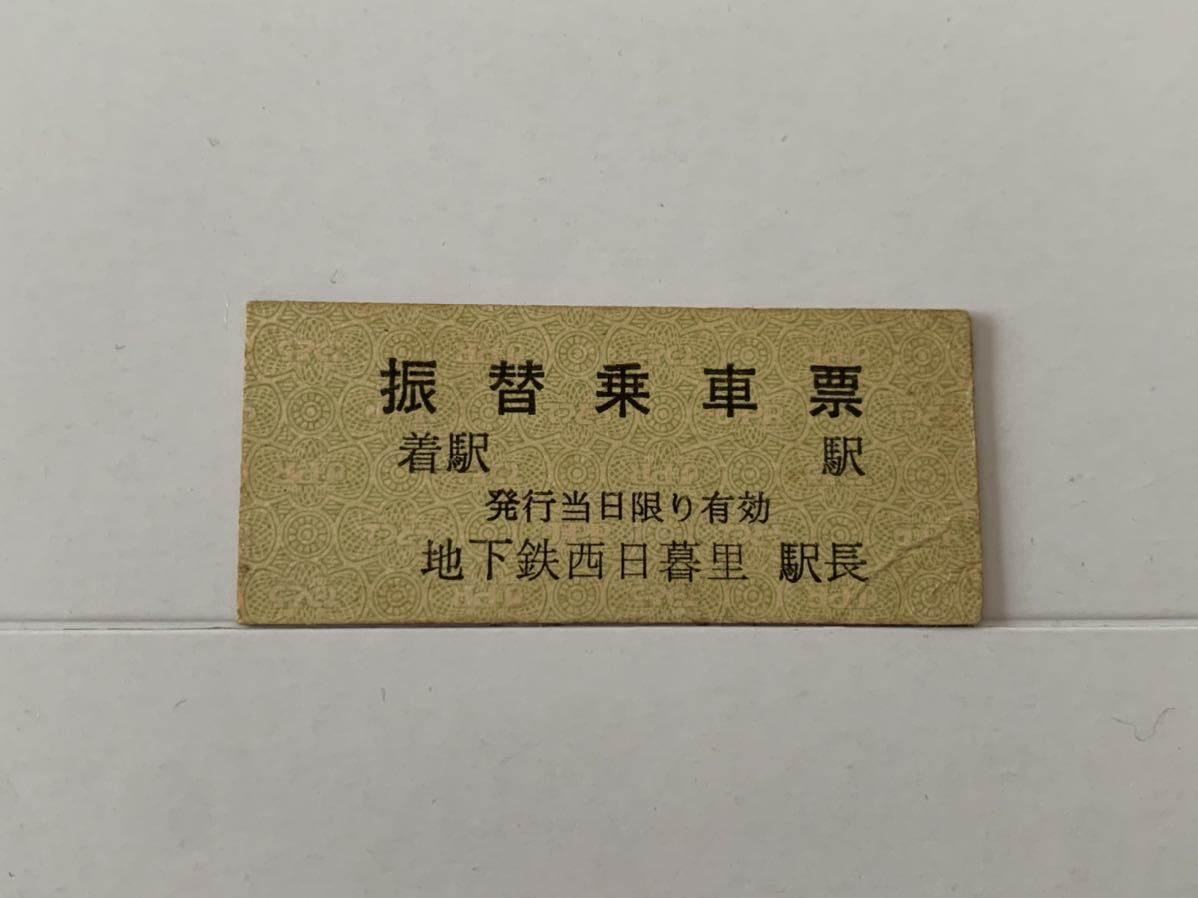 振替乗車票
着駅 駅
発行当日限り有効
地下鉄西日暮里 駅長